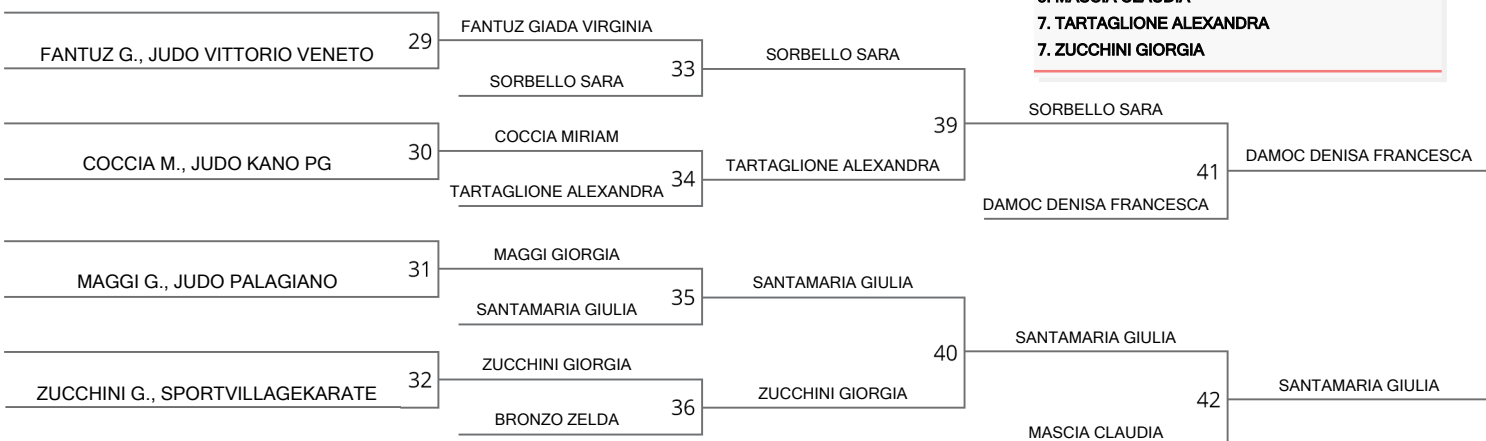 5. MASCIA CLAUDIA
7. TARTAGLIONE ALEXANDRA
7. ZUCCHINI GIORGIA
FANTUZ G., JUDO VITTORIO VENETO
29
FANTUZ GIADA VIRGINIA
SORBELLO SARA
33
SORBELLO SARA
COCCIA M., JUDO KANO PG
30
COCCIA MIRIAM
TARTAGLIONE ALEXANDRA
34
TARTAGLIONE ALEXANDRA
39
SORBELLO SARA
DAMOC DENISA FRANCESCA
41
DAMOC DENISA FRANCESCA
MAGGI G., JUDO PALAGIANO
31
MAGGI GIORGIA
SANTAMARIA GIULIA
35
SANTAMARIA GIULIA
ZUCCHINI G., SPORTVILLAGEKARATE
32
ZUCCHINI GIORGIA
BRONZO ZELDA
36
ZUCCHINI GIORGIA
40
SANTAMARIA GIULIA
MASCIA CLAUDIA
42
SANTAMARIA GIULIA